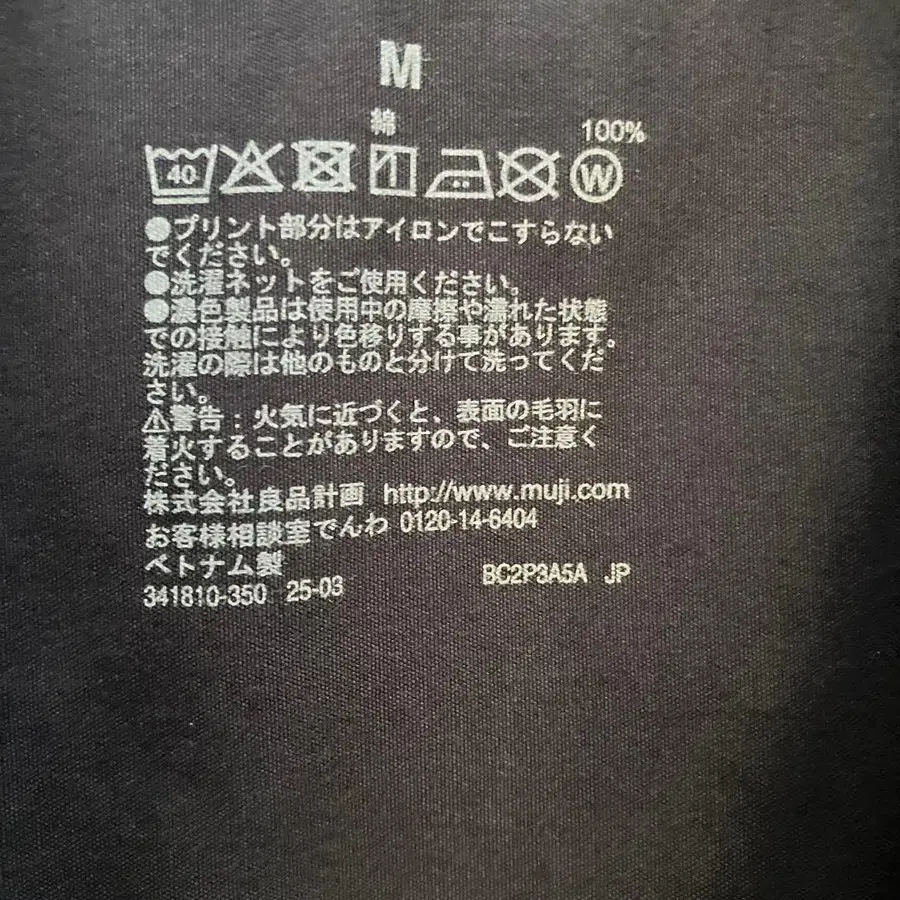 M
綿 100%
40 W
●プリント部分はアイロンでこすらない
でください。
●洗濯ネットをご使用ください。
●濃色製品は使用中の摩擦や濡れた状態
での接触により色移りする事があります。
洗濯の際は他のものと分けて洗ってくだ
さい。
⚠警告：火気に近づくと、表面の毛羽に
着火することがありますので、ご注意く
ださい。
株式会社良品計画 http://www.muji.com
お客様相談室でんわ 0120-14-6404
ベトナム製
341810-350 25-03 BC2P3A5A JP